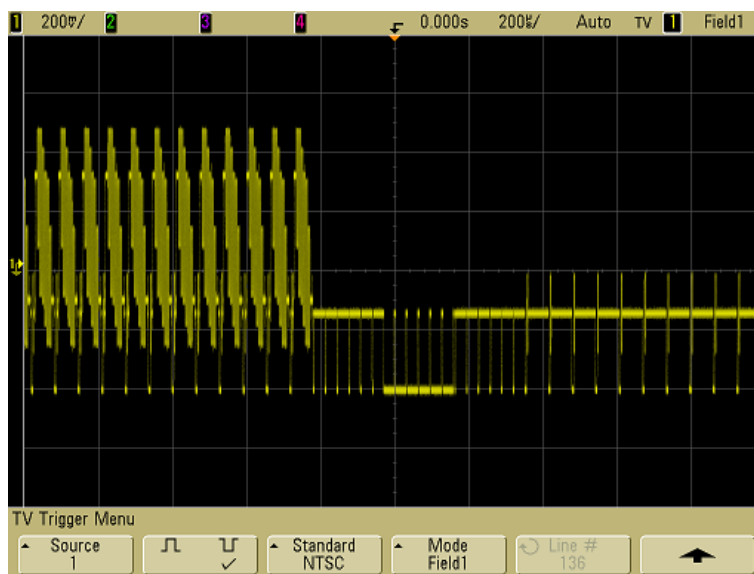 1 200mV/ 2 3 4 0.000s 200µs/ Auto TV 1 Field1
1
TV Trigger Menu
Source
1
Standard
NTSC
Mode
Field1
Line #
136